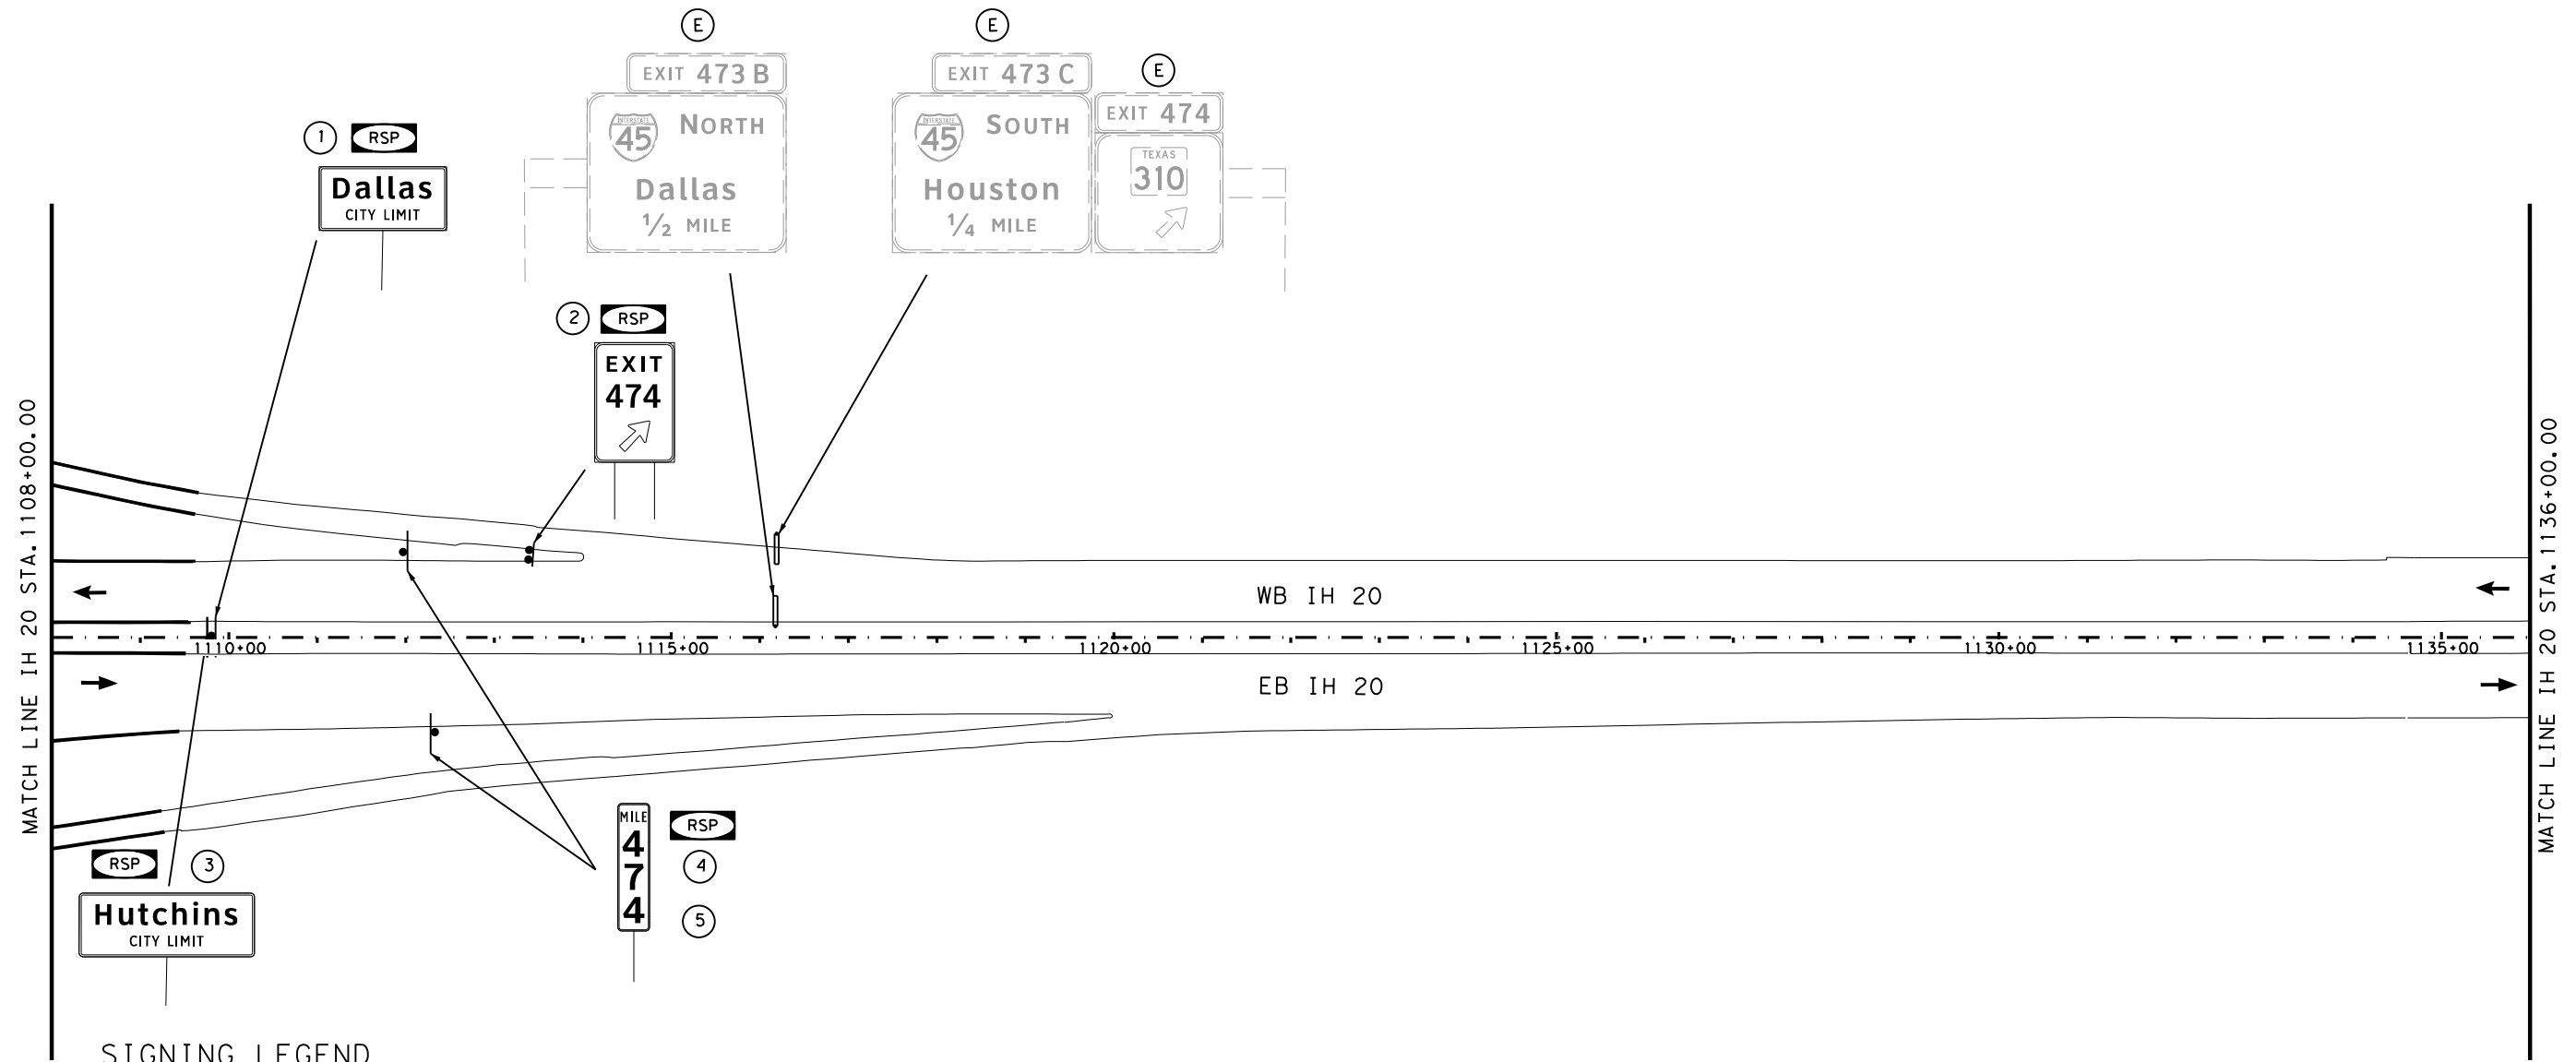 E
EXIT 473 B
INTERSTATE
45
NORTH
Dallas
1/2 MILE
E
EXIT 473 C
INTERSTATE
45
SOUTH
Houston
1/4 MILE
E
EXIT 474
TEXAS
310
1
RSP
Dallas
CITY LIMIT
2
RSP
EXIT
474
MATCH LINE IH 20 STA. 1108+00.00
WB IH 20
1110+00
1115+00
1120+00
1125+00
1130+00
1135+00
EB IH 20
MATCH LINE IH 20 STA. 1136+00.00
RSP
3
Hutchins
CITY LIMIT
MILE
4
7
4
RSP
4
5
SIGNING LEGEND